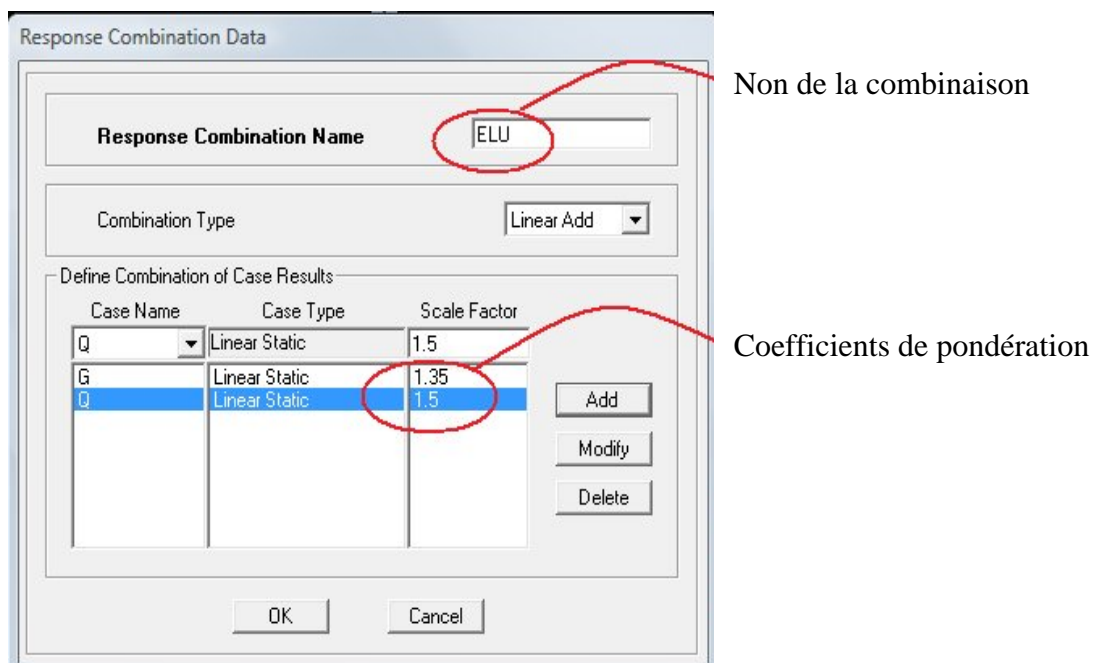 Response Combination Data
Non de la combinaison
Response Combination Name ELU
Combination Type Linear Add
Define Combination of Case Results
Case Name Case Type Scale Factor
Q Linear Static 1.5
Coefficients de pondération
G Linear Static 1.35
Q Linear Static 1.5
Add
Modify
Delete
OK Cancel